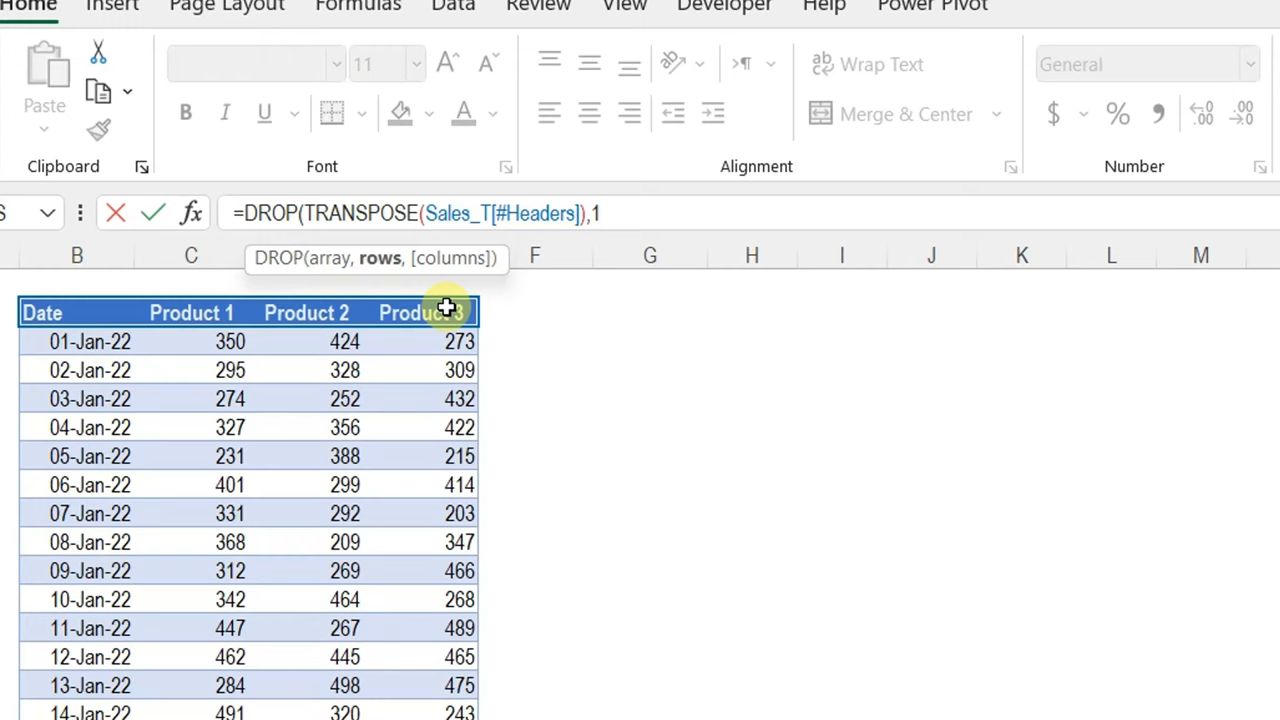 Home Insert Page Layout Formulas Data Review View Developer Help Power Pivot
11 A^ A˅ ab Wrap Text General
Paste B I U A Merge & Center $ % 9 .00
Clipboard Font Alignment Number
fx =DROP(TRANSPOSE(Sales_T[#Headers]),1
DROP(array, rows, [columns])
B C F G H I J K L M
Date Product 1 Product 2 Product 3
01-Jan-22 350 424 273
02-Jan-22 295 328 309
03-Jan-22 274 252 432
04-Jan-22 327 356 422
05-Jan-22 231 388 215
06-Jan-22 401 299 414
07-Jan-22 331 292 203
08-Jan-22 368 209 347
09-Jan-22 312 269 466
10-Jan-22 342 464 268
11-Jan-22 447 267 489
12-Jan-22 462 445 465
13-Jan-22 284 498 475
14-Jan-22 491 320 243